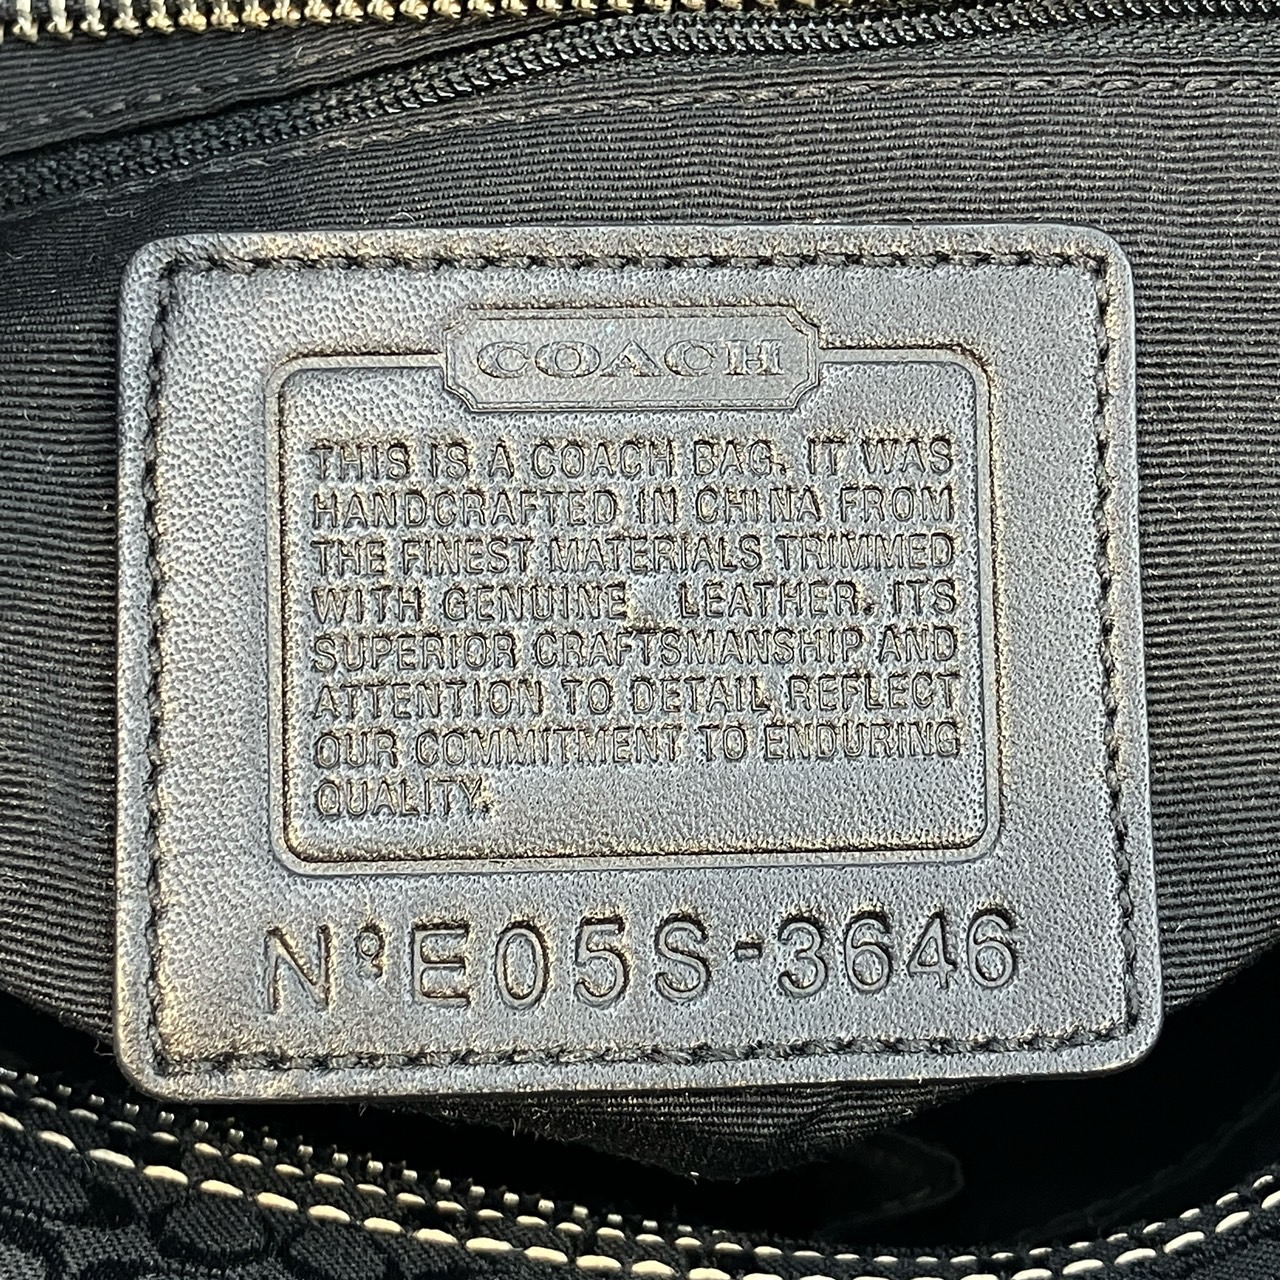 COACH
THIS IS A COACH BAG. IT WAS
HANDCRAFTED IN CHINA FROM
THE FINEST MATERIALS TRIMMED
WITH GENUINE LEATHER. ITS
SUPERIOR CRAFTSMANSHIP AND
ATTENTION TO DETAIL REFLECT
OUR COMMITMENT TO ENDURING
QUALITY.
Nº E05S-3646